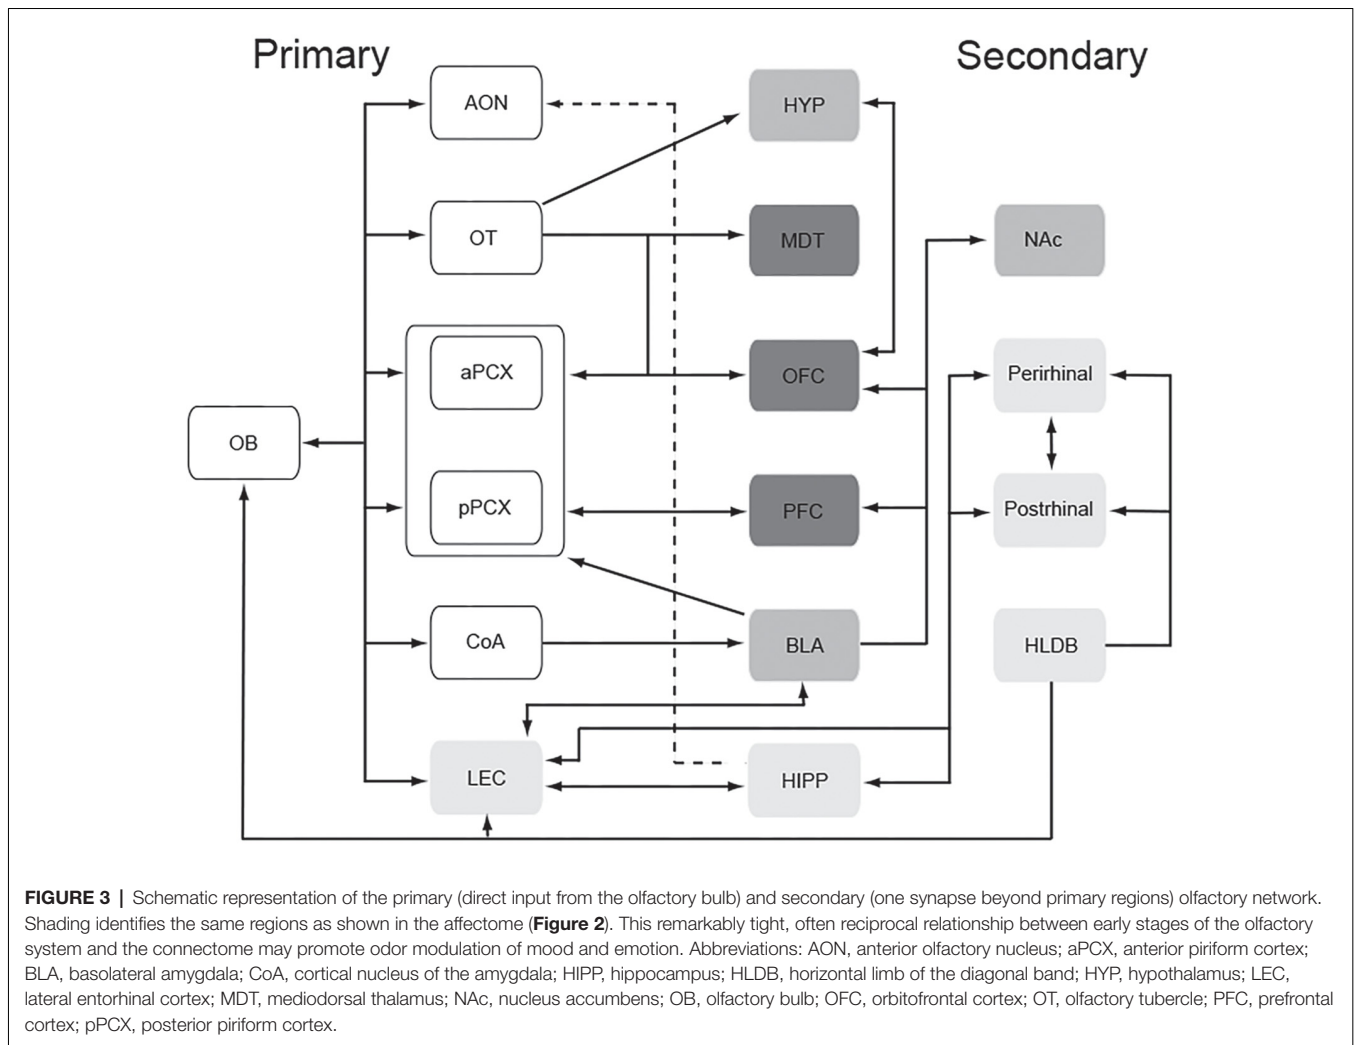 Primary
Secondary
AON
HYP
OT
MDT
NAc
aPCX
OFC
Perirhinal
OB
pPCX
PFC
Postrhinal
CoA
BLA
HLDB
LEC
HIPP
FIGURE 3 | Schematic representation of the primary (direct input from the olfactory bulb) and secondary (one synapse beyond primary regions) olfactory network.
Shading identifies the same regions as shown in the affectome (Figure 2). This remarkably tight, often reciprocal relationship between early stages of the olfactory
system and the connectome may promote odor modulation of mood and emotion. Abbreviations: AON, anterior olfactory nucleus; aPCX, anterior piriform cortex;
BLA, basolateral amygdala; CoA, cortical nucleus of the amygdala; HIPP, hippocampus; HLDB, horizontal limb of the diagonal band; HYP, hypothalamus; LEC,
lateral entorhinal cortex; MDT, mediodorsal thalamus; NAc, nucleus accumbens; OB, olfactory bulb; OFC, orbitofrontal cortex; OT, olfactory tubercle; PFC, prefrontal
cortex; pPCX, posterior piriform cortex.